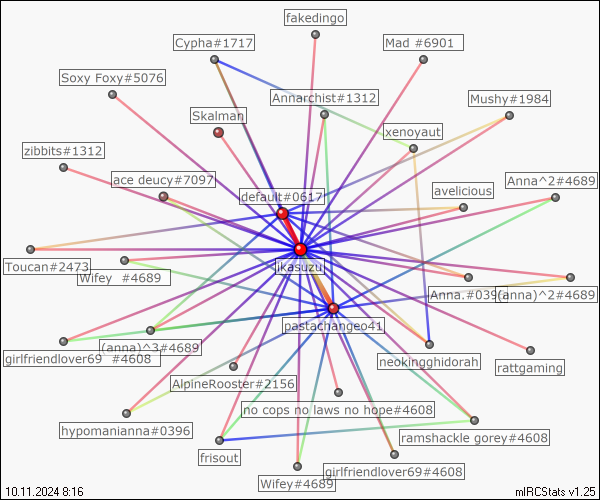 fakedingo
Cypha#1717
Mad #6901
Soxy Foxy#5076
Annarchist#1312
Mushy#1984
Skalman
xenoyaut
zibbits#1312
ace deucy#7097
Anna^2#4689
avelicious
default#0617
Toucan#2473
Wifey #4689
ikasuzu
Anna.#039
(anna)^2#4689
pastachangeo41
(anna)^3#4689
girlfriendlover69 #4608
neokingghidorah
rattgaming
AlpineRooster#2156
no cops no laws no hope#4608
hypomanianna#0396
ramshackle gorey#4608
frisout
girlfriendlover69#4608
Wifey#4689
10.11.2024 8:16
mIRCStats v1.25